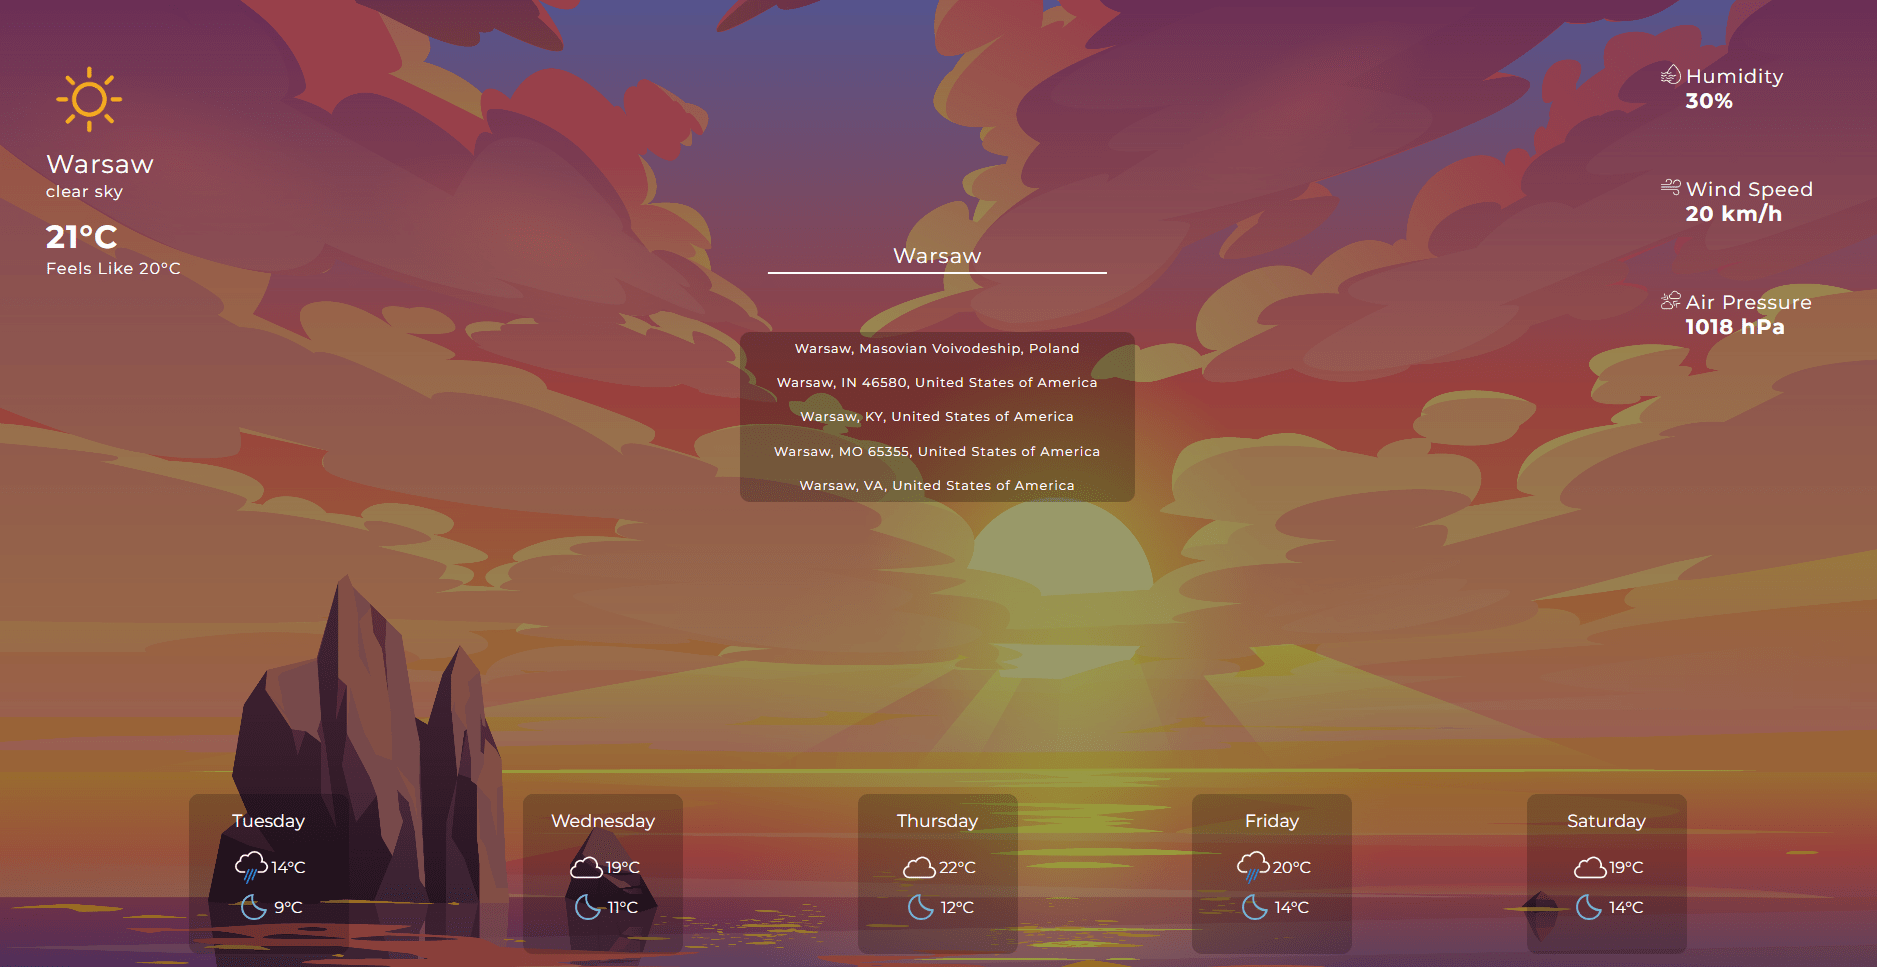 Warsaw
clear sky
21°C
Feels Like 20°C
Humidity
30%
Wind Speed
20 km/h
Air Pressure
1018 hPa
Warsaw
Warsaw, Masovian Voivodeship, Poland
Warsaw, IN 46580, United States of America
Warsaw, KY, United States of America
Warsaw, MO 65355, United States of America
Warsaw, VA, United States of America
Tuesday
14°C
9°C
Wednesday
19°C
11°C
Thursday
22°C
12°C
Friday
20°C
14°C
Saturday
19°C
14°C